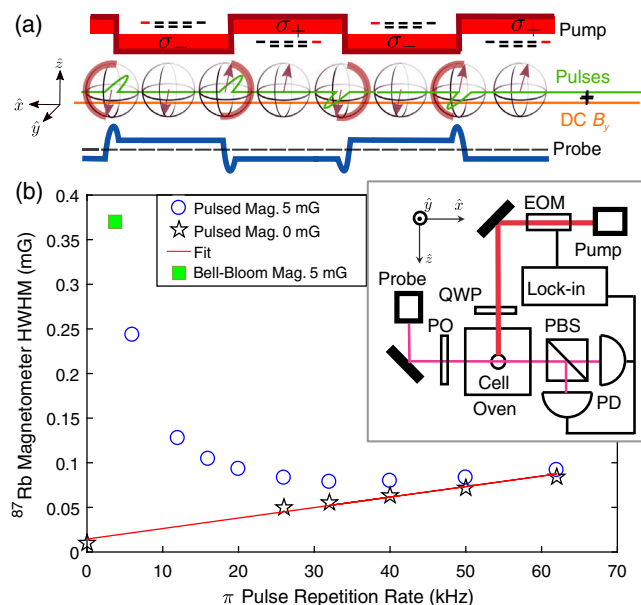 (a)
σ− σ+ σ− σ+ Pump
ẑ
x̂
ŷ
Pulses
+
DC By
Probe
(b)
0.4
0.35
0.3
0.25
0.2
0.15
0.1
0.05
0
87Rb Magnetometer HWHM (mG)
Pulsed Mag. 5 mG
Pulsed Mag. 0 mG
Fit
Bell-Bloom Mag. 5 mG
ŷ x̂
ẑ
EOM
Pump
Probe
QWP
Lock-in
PO
PBS
Cell
PD
Oven
0 10 20 30 40 50 60 70
π Pulse Repetition Rate (kHz)